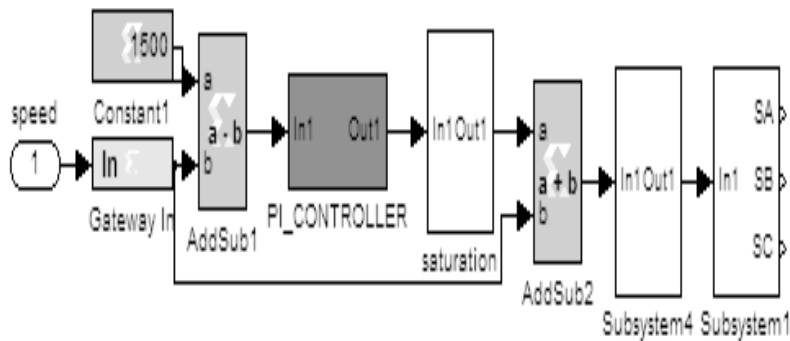 1500
Constant1
speed
1
In
Gateway In
a
a - b
b
AddSub1
In1 Out1
PI_CONTROLLER
In1 Out1
saturation
a
a + b
b
AddSub2
In1 Out1
Subsystem4
In1
SA
SB
SC
Subsystem1